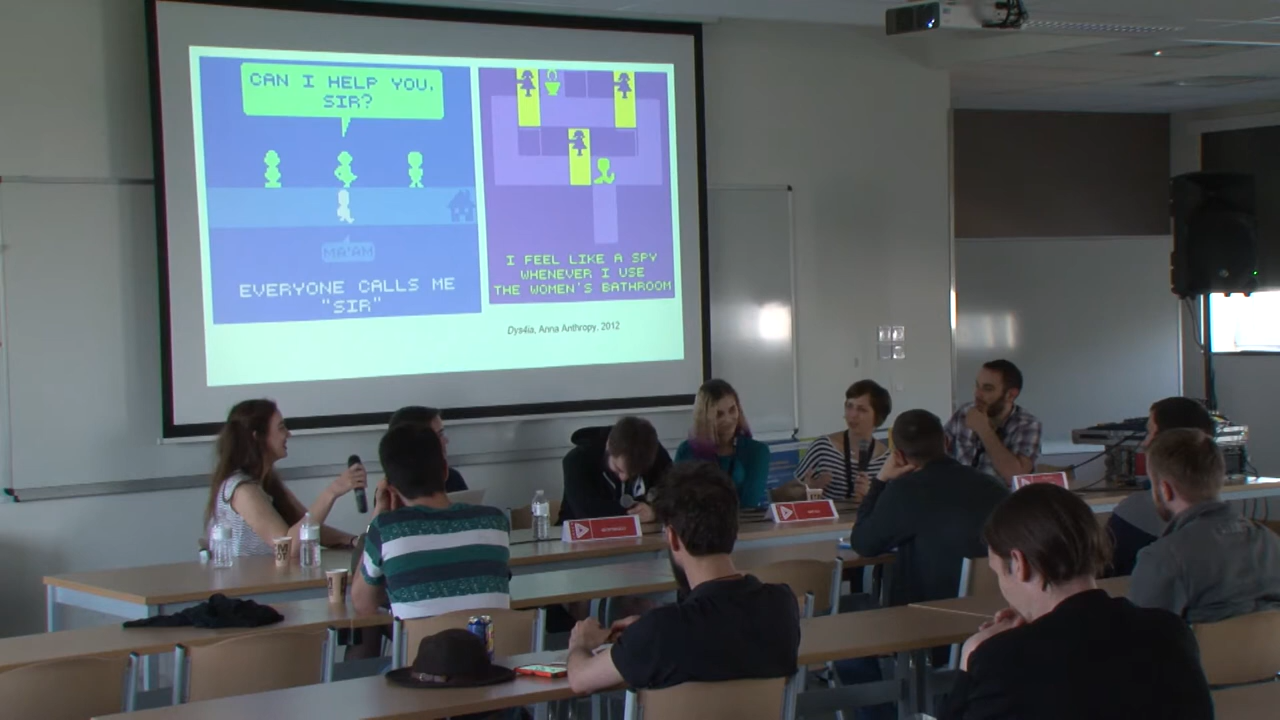 CAN I HELP YOU,
SIR?
MA'AM
EVERYONE CALLS ME
"SIR"
I FEEL LIKE A SPY
WHENEVER I USE
THE WOMEN'S BATHROOM
Dys4ia, Anna Anthropy, 2012